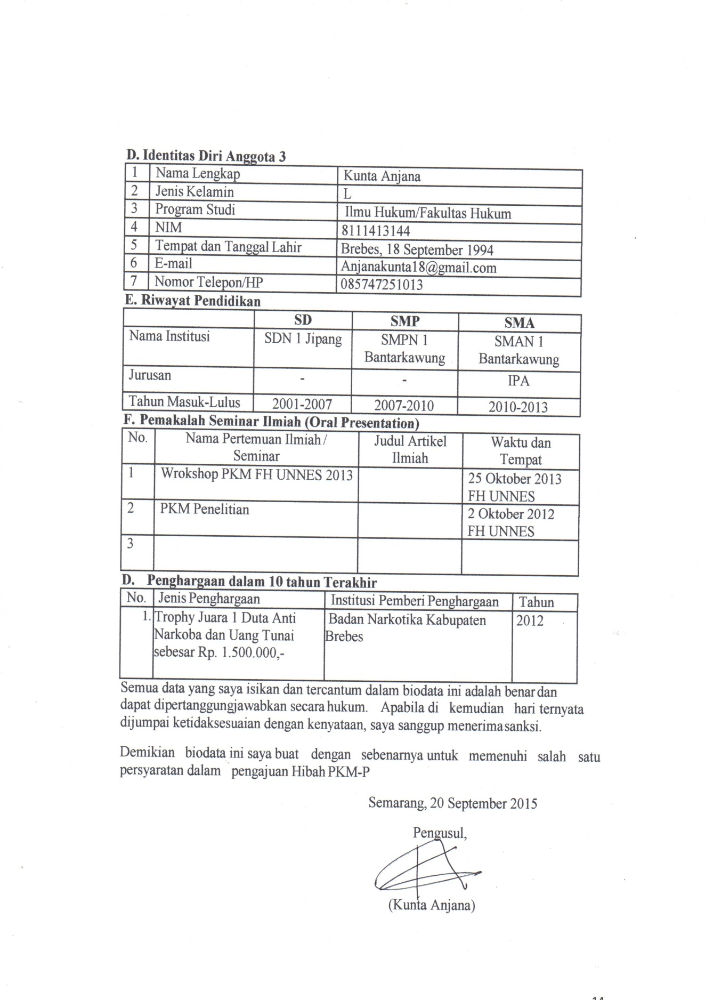 D. Identitas Diri Anggota 3
1 Nama Lengkap Kunta Anjana
2 Jenis Kelamin L
3 Program Studi Ilmu Hukum/Fakultas Hukum
4 NIM 8111413144
5 Tempat dan Tanggal Lahir Brebes, 18 September 1994
6 E-mail Anjanakunta18@gmail.com
7 Nomor Telepon/HP 085747251013
E. Riwayat Pendidikan
SD SMP SMA
Nama Institusi SDN 1 Jipang SMPN 1 SMAN 1
Bantarkawung Bantarkawung
Jurusan - - IPA
Tahun Masuk-Lulus 2001-2007 2007-2010 2010-2013
F. Pemakalah Seminar Ilmiah (Oral Presentation)
No. Nama Pertemuan Ilmiah / Judul Artikel Waktu dan
Seminar Ilmiah Tempat
1 Wrokshop PKM FH UNNES 2013 25 Oktober 2013
FH UNNES
2 PKM Penelitian 2 Oktober 2012
FH UNNES
3
D. Penghargaan dalam 10 tahun Terakhir
No. Jenis Penghargaan Institusi Pemberi Penghargaan Tahun
1. Trophy Juara 1 Duta Anti Badan Narkotika Kabupaten 2012
Narkoba dan Uang Tunai Brebes
sebesar Rp. 1.500.000,-
Semua data yang saya isikan dan tercantum dalam biodata ini adalah benar dan
dapat dipertanggungjawabkan secara hukum. Apabila di kemudian hari ternyata
dijumpai ketidaksesuaian dengan kenyataan, saya sanggup menerima sanksi.
Demikian biodata ini saya buat dengan sebenarnya untuk memenuhi salah satu
persyaratan dalam pengajuan Hibah PKM-P
Semarang, 20 September 2015
Pengusul,
(Kunta Anjana)